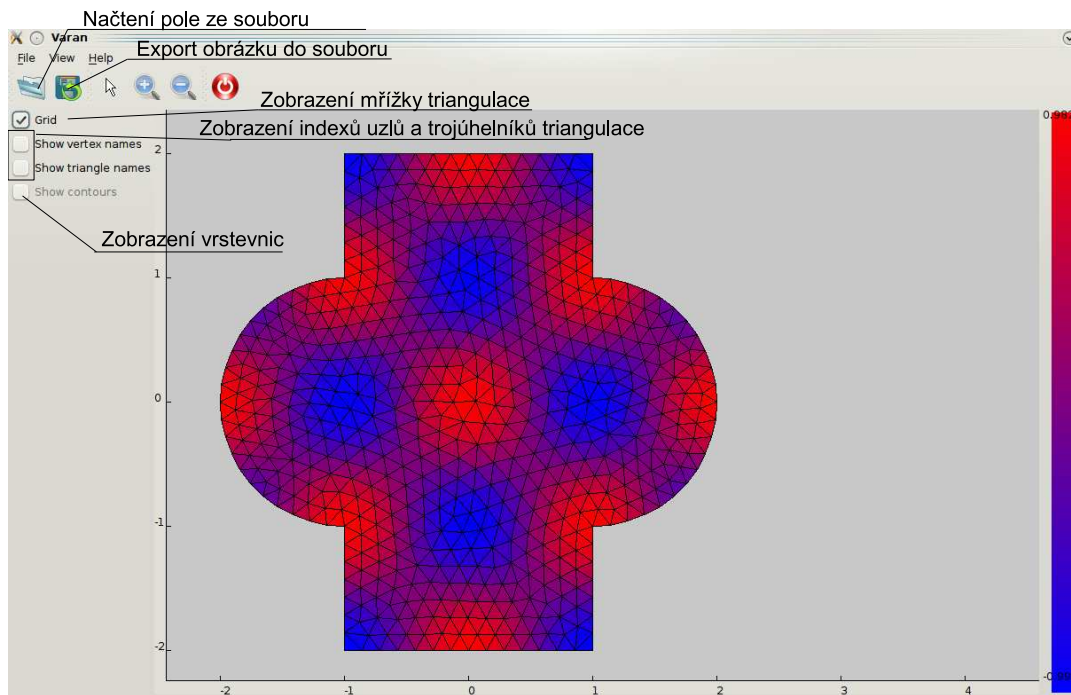 Načtení pole ze souboru
Varan
Export obrázku do souboru
File View Help
Zobrazení mřížky triangulace
Grid
Zobrazení indexů uzlů a trojúhelníků triangulace
Show vertex names
Show triangle names
Show contours
Zobrazení vrstevnic
2
1
0
-1
-2
-2 -1 0 1 2 3 4